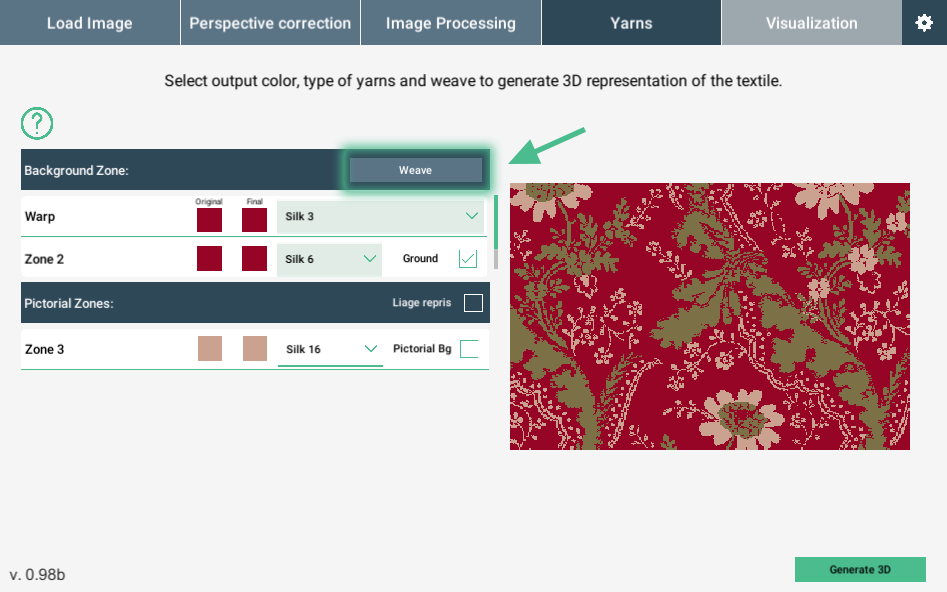 Load Image
Perspective correction
Image Processing
Yarns
Visualization
Select output color, type of yarns and weave to generate 3D representation of the textile.
?
Background Zone:
Weave
Original
Final
Warp
Silk 3
Zone 2
Silk 6
Ground
Pictorial Zones:
Liage repris
Zone 3
Silk 16
Pictorial Bg
v. 0.98b
Generate 3D